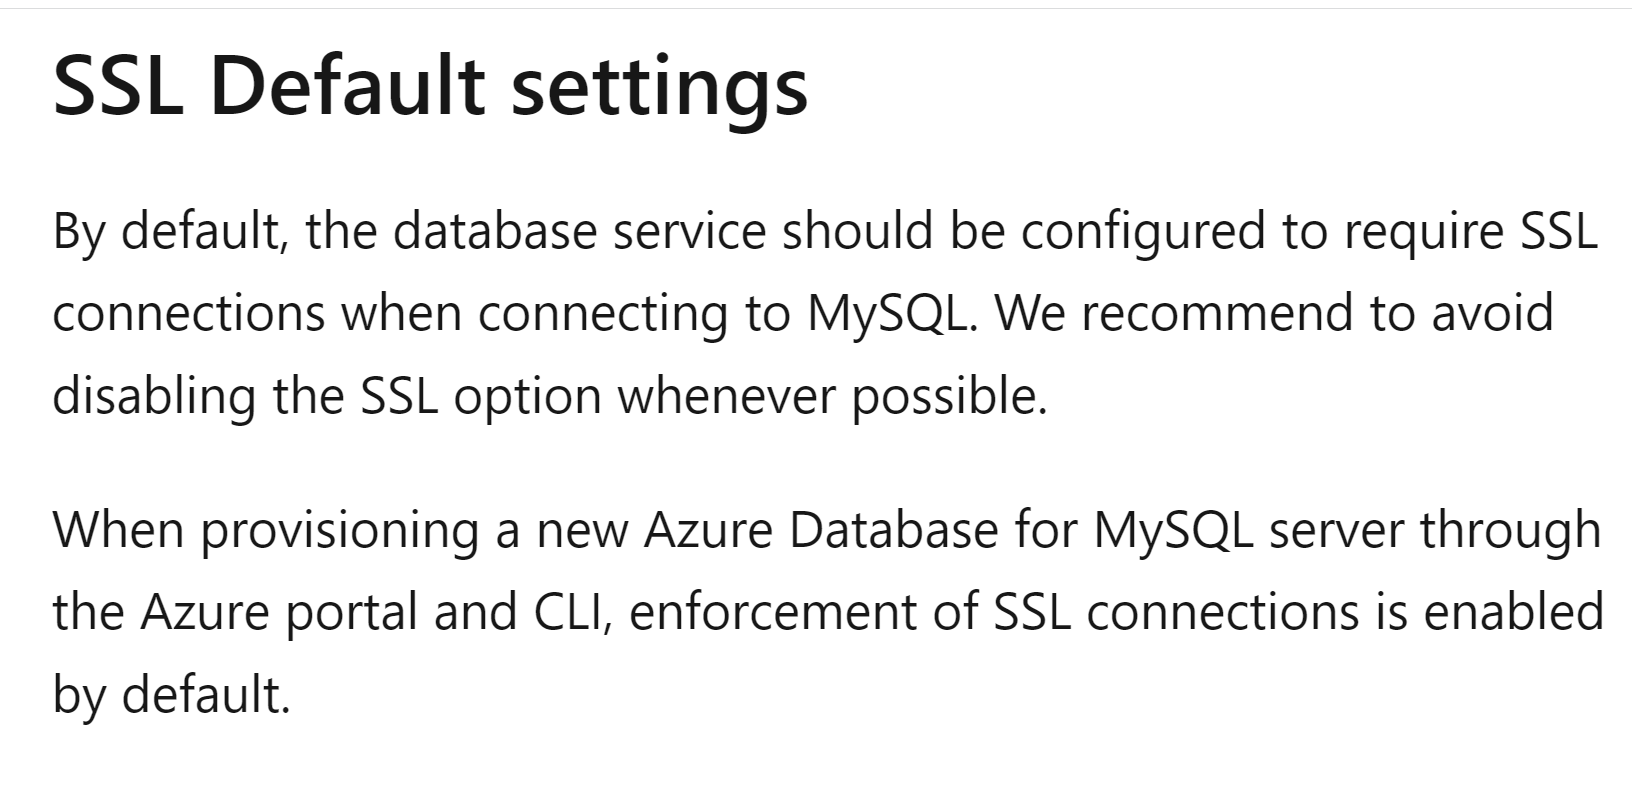 SSL Default settings
By default, the database service should be configured to require SSL
connections when connecting to MySQL. We recommend to avoid
disabling the SSL option whenever possible.
When provisioning a new Azure Database for MySQL server through
the Azure portal and CLI, enforcement of SSL connections is enabled
by default.